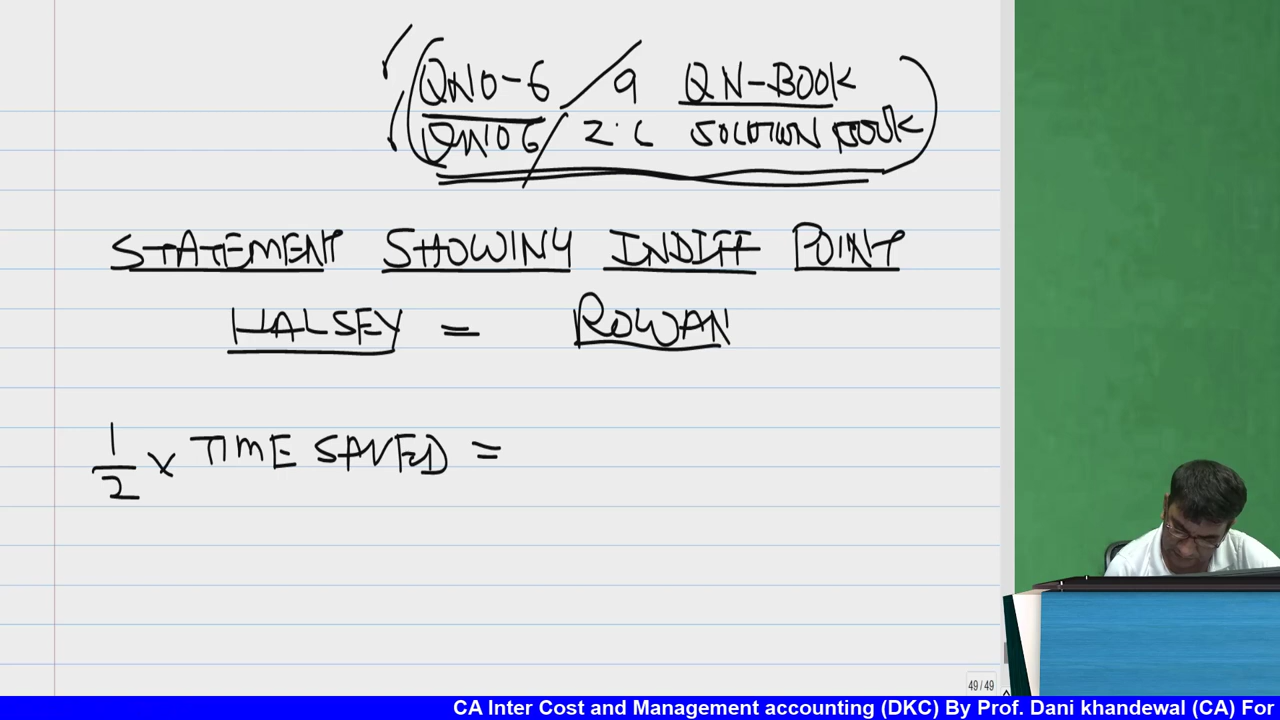 QNO-6 / 9 QN-BOOK
QNO6 / 2.6 SOLUTION BOOK
STATEMENT SHOWING INDIFF POINT
HALSEY = ROWAN
1/2 × TIME SAVED =
49/49
CA Inter Cost and Management accounting (DKC) By Prof. Dani khandewal (CA) For